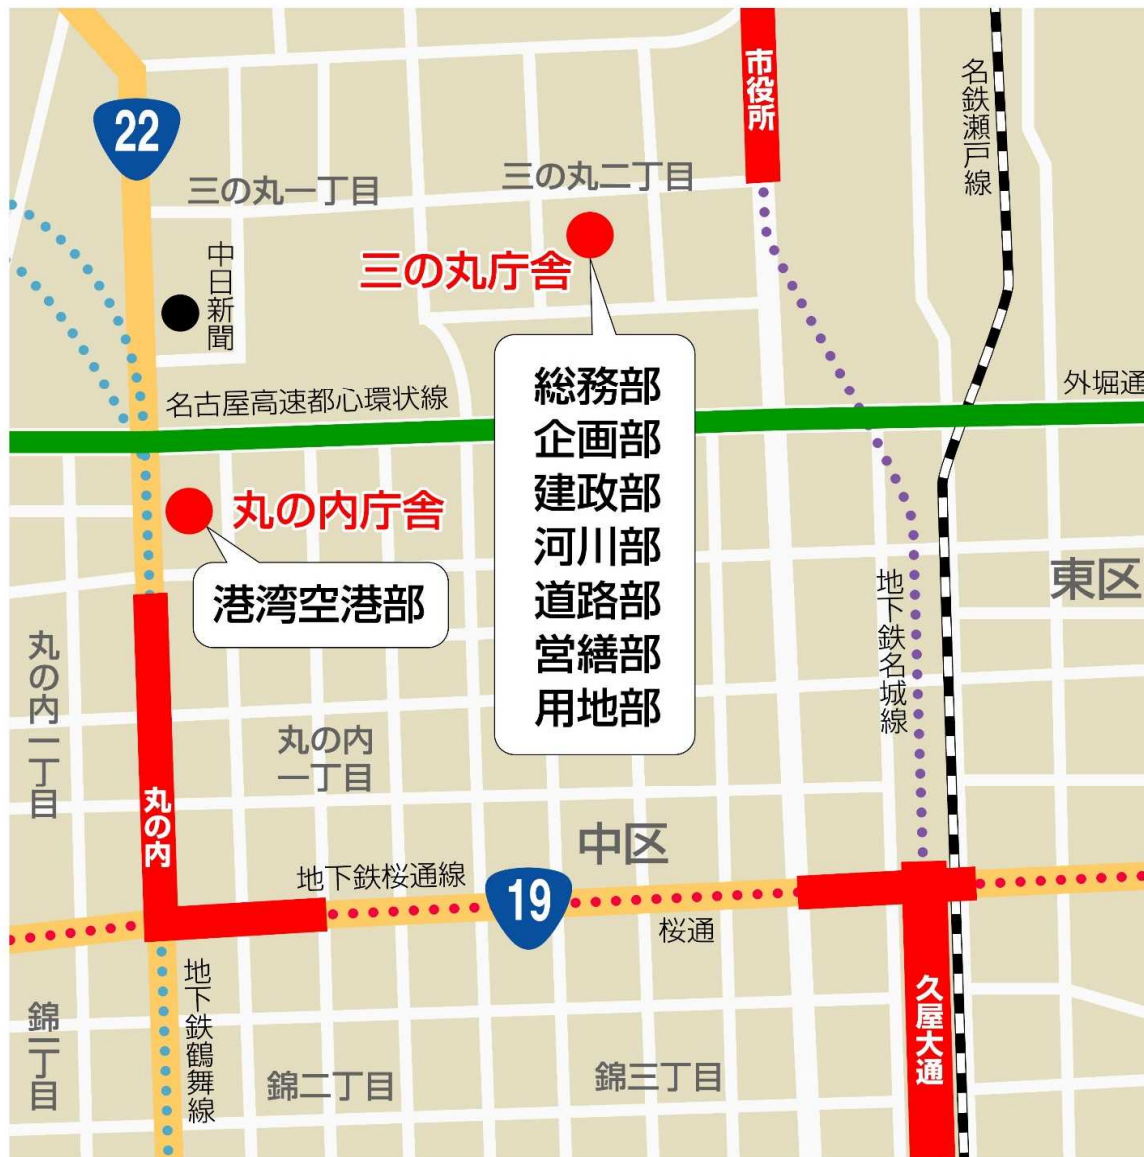 市役所
名鉄瀬戸線
22
三の丸一丁目
三の丸二丁目
中日新聞
三の丸庁舎
総務部
企画部
建政部
河川部
道路部
営繕部
用地部
名古屋高速都心環状線
外堀通
丸の内庁舎
港湾空港部
東区
地下鉄名城線
丸の内一丁目
丸の内
一丁目
丸の内
中区
地下鉄桜通線
19
桜通
地下鉄鶴舞線
久屋大通
錦一丁目
錦二丁目
錦三丁目